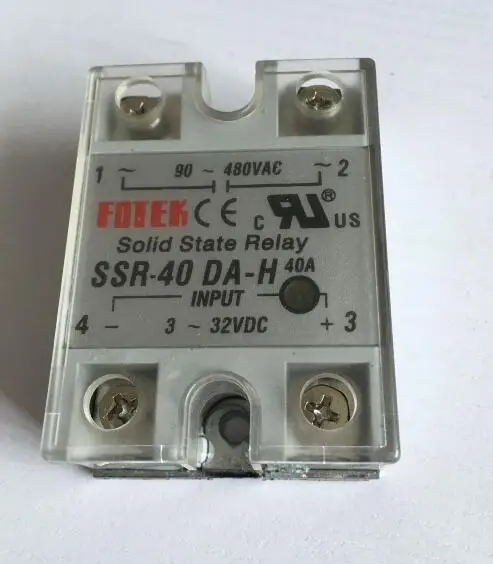 1 ~ 90 ~ 480VAC ~ 2
FOTEK CE c RU ® US
Solid State Relay
SSR-40 DA-H 40A
INPUT
4 − 3 ~ 32VDC + 3